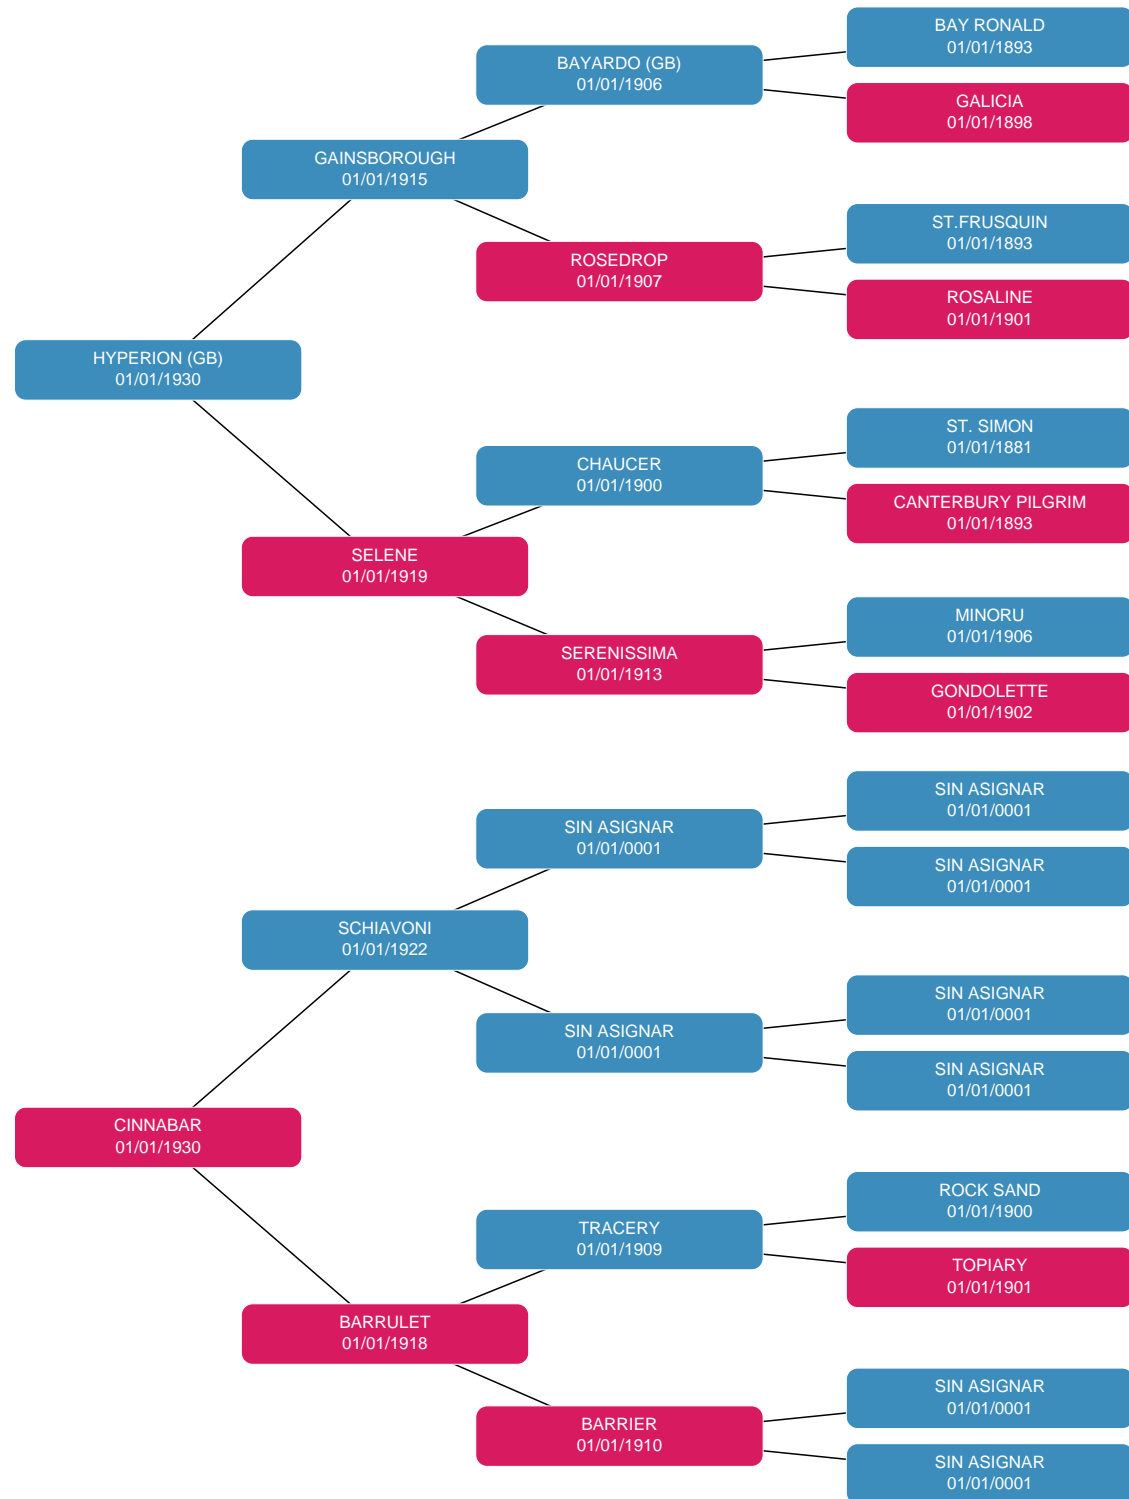 BAY RONALD
01/01/1893
BAYARDO (GB)
01/01/1906
GALICIA
01/01/1898
GAINSBOROUGH
01/01/1915
ST.FRUSQUIN
01/01/1893
ROSEDROP
01/01/1907
ROSALINE
01/01/1901
HYPERION (GB)
01/01/1930
ST. SIMON
01/01/1881
CHAUCER
01/01/1900
CANTERBURY PILGRIM
01/01/1893
SELENE
01/01/1919
MINORU
01/01/1906
SERENISSIMA
01/01/1913
GONDOLETTE
01/01/1902
SIN ASIGNAR
01/01/0001
SIN ASIGNAR
01/01/0001
SIN ASIGNAR
01/01/0001
SCHIAVONI
01/01/1922
SIN ASIGNAR
01/01/0001
SIN ASIGNAR
01/01/0001
SIN ASIGNAR
01/01/0001
CINNABAR
01/01/1930
ROCK SAND
01/01/1900
TRACERY
01/01/1909
TOPIARY
01/01/1901
BARRULET
01/01/1918
SIN ASIGNAR
01/01/0001
BARRIER
01/01/1910
SIN ASIGNAR
01/01/0001